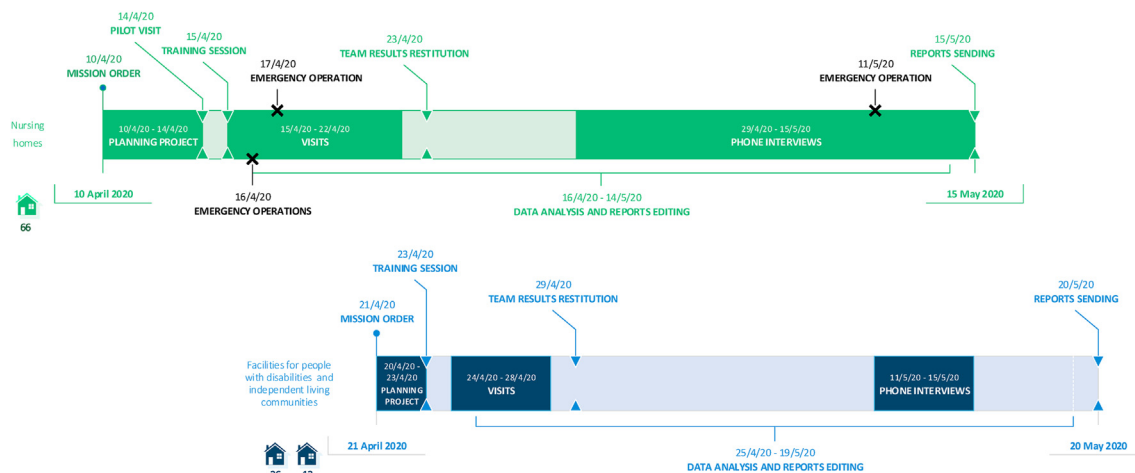 14/4/20
PILOT VISIT
15/4/20
TRAINING SESSION
23/4/20
TEAM RESULTS RESTITUTION
15/5/20
REPORTS SENDING
10/4/20
MISSION ORDER
17/4/20
EMERGENCY OPERATION
11/5/20
EMERGENCY OPERATION
Nursing
homes
10/4/20 - 14/4/20
PLANNING PROJECT
15/4/20 - 22/4/20
VISITS
29/4/20 - 15/5/20
PHONE INTERVIEWS
10 April 2020
16/4/20
EMERGENCY OPERATIONS
16/4/20 - 14/5/20
DATA ANALYSIS AND REPORTS EDITING
15 May 2020
66
23/4/20
TRAINING SESSION
29/4/20
TEAM RESULTS RESTITUTION
20/5/20
REPORTS SENDING
21/4/20
MISSION ORDER
Facilities for people
with disabilities and
independent living
communities
20/4/20 -
23/4/20
PLANNING
PROJECT
24/4/20 - 28/4/20
VISITS
11/5/20 - 15/5/20
PHONE INTERVIEWS
21 April 2020
25/4/20 - 19/5/20
DATA ANALYSIS AND REPORTS EDITING
20 May 2020